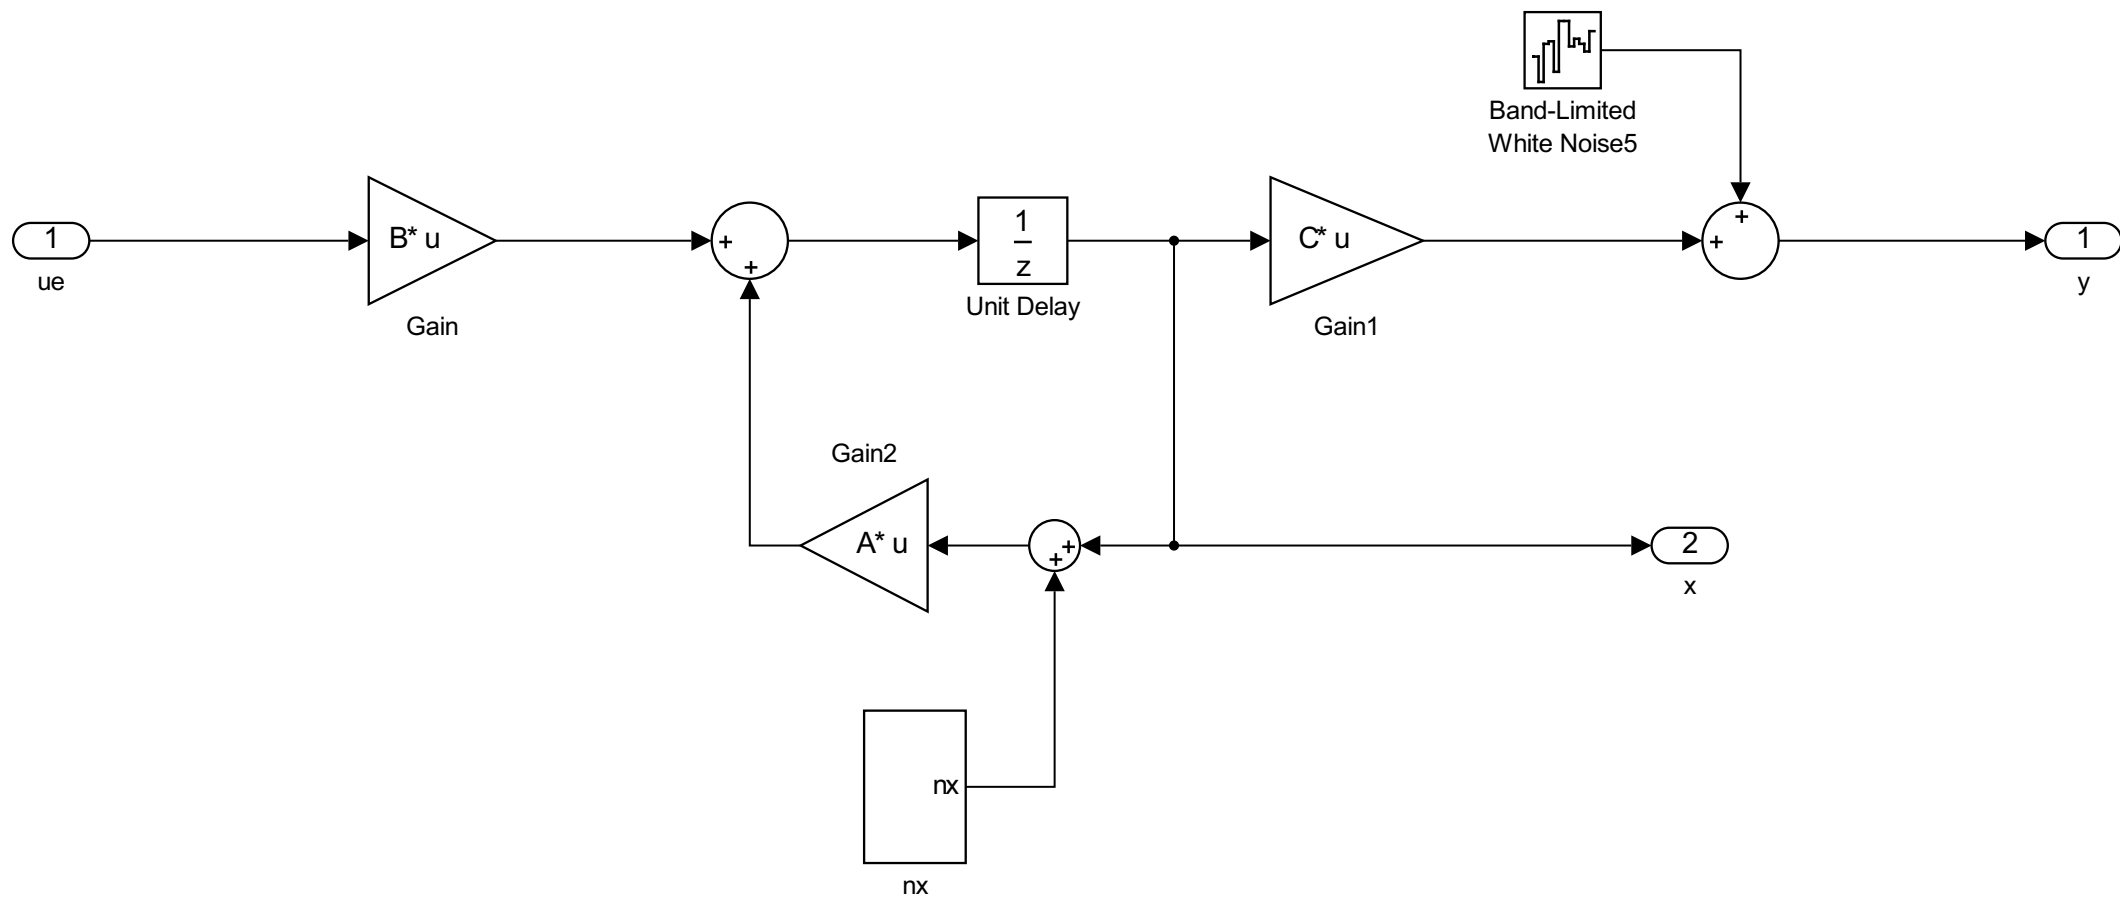 Band-Limited
White Noise5
1
ue
B* u
Gain
+
+
1
z
Unit Delay
C* u
Gain1
+
+
1
y
Gain2
A* u
+
+
2
x
nx
nx